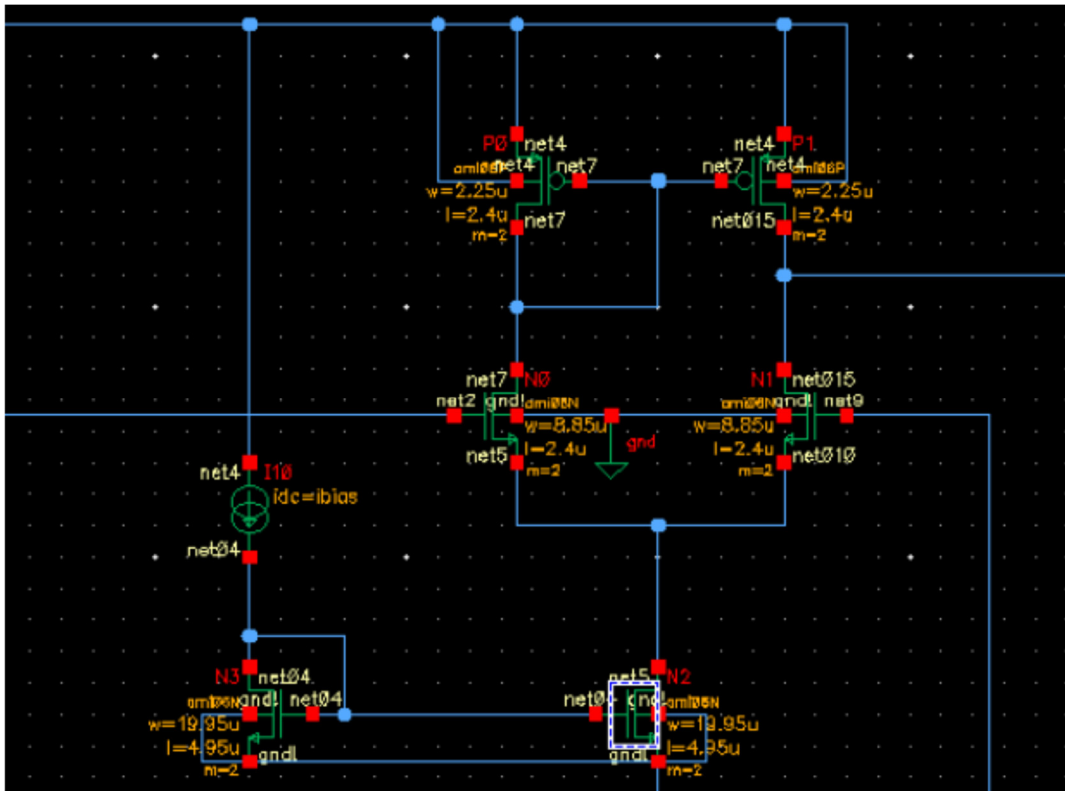 P0 net4
net4 P1
net4 net7
net7 net4
ami06P
ami06P
w=2.25u
w=2.25u
l=2.4u
l=2.4u
net7
net015
m=2
m=2
net7 N0
N1 net015
net2 gnd!
gnd! net9
ami06N
ami06N
w=8.85u
w=8.85u
gnd
l=2.4u
l=2.4u
net5
net010
m=2
m=2
net4 I10
idc=ibias
net04
N3 net04
net5 N2
gnd! net04
gnd!
ami06N
ami06N
w=19.95u
w=19.95u
l=4.95u
l=4.95u
gnd!
gnd!
m=2
m=2